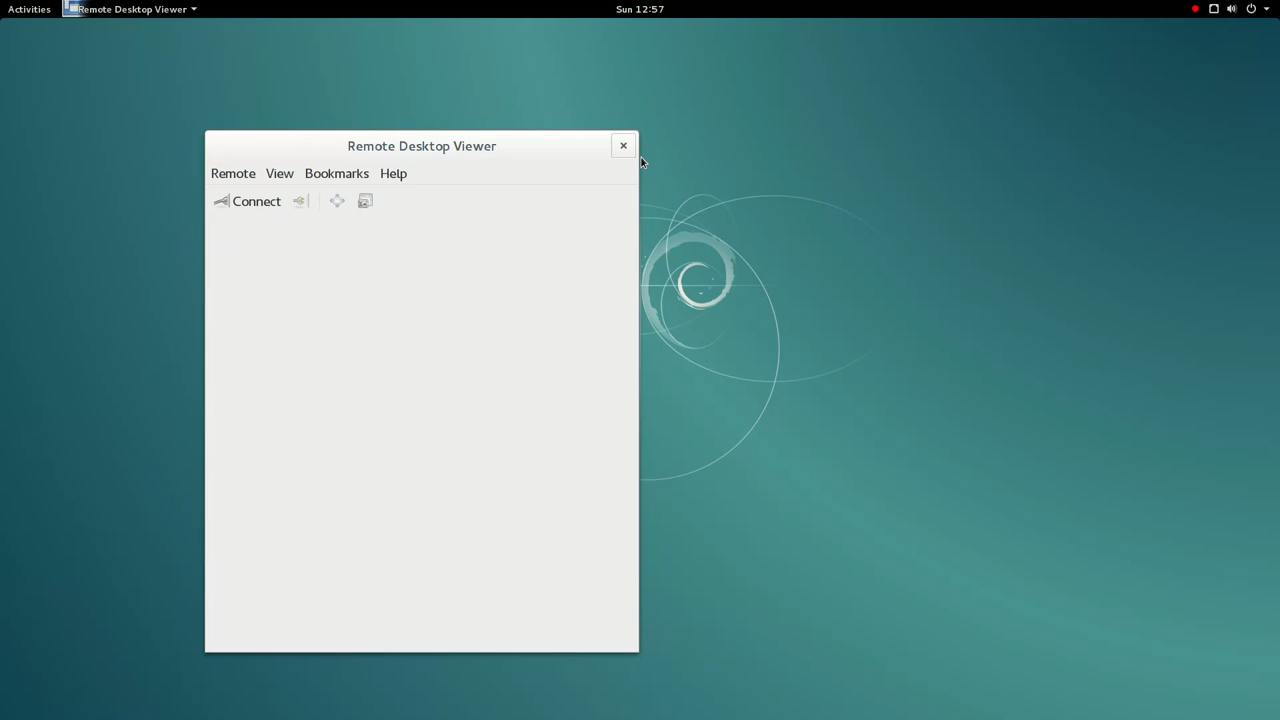 Activities Remote Desktop Viewer Sun 12:57
Remote Desktop Viewer
Remote View Bookmarks Help
Connect